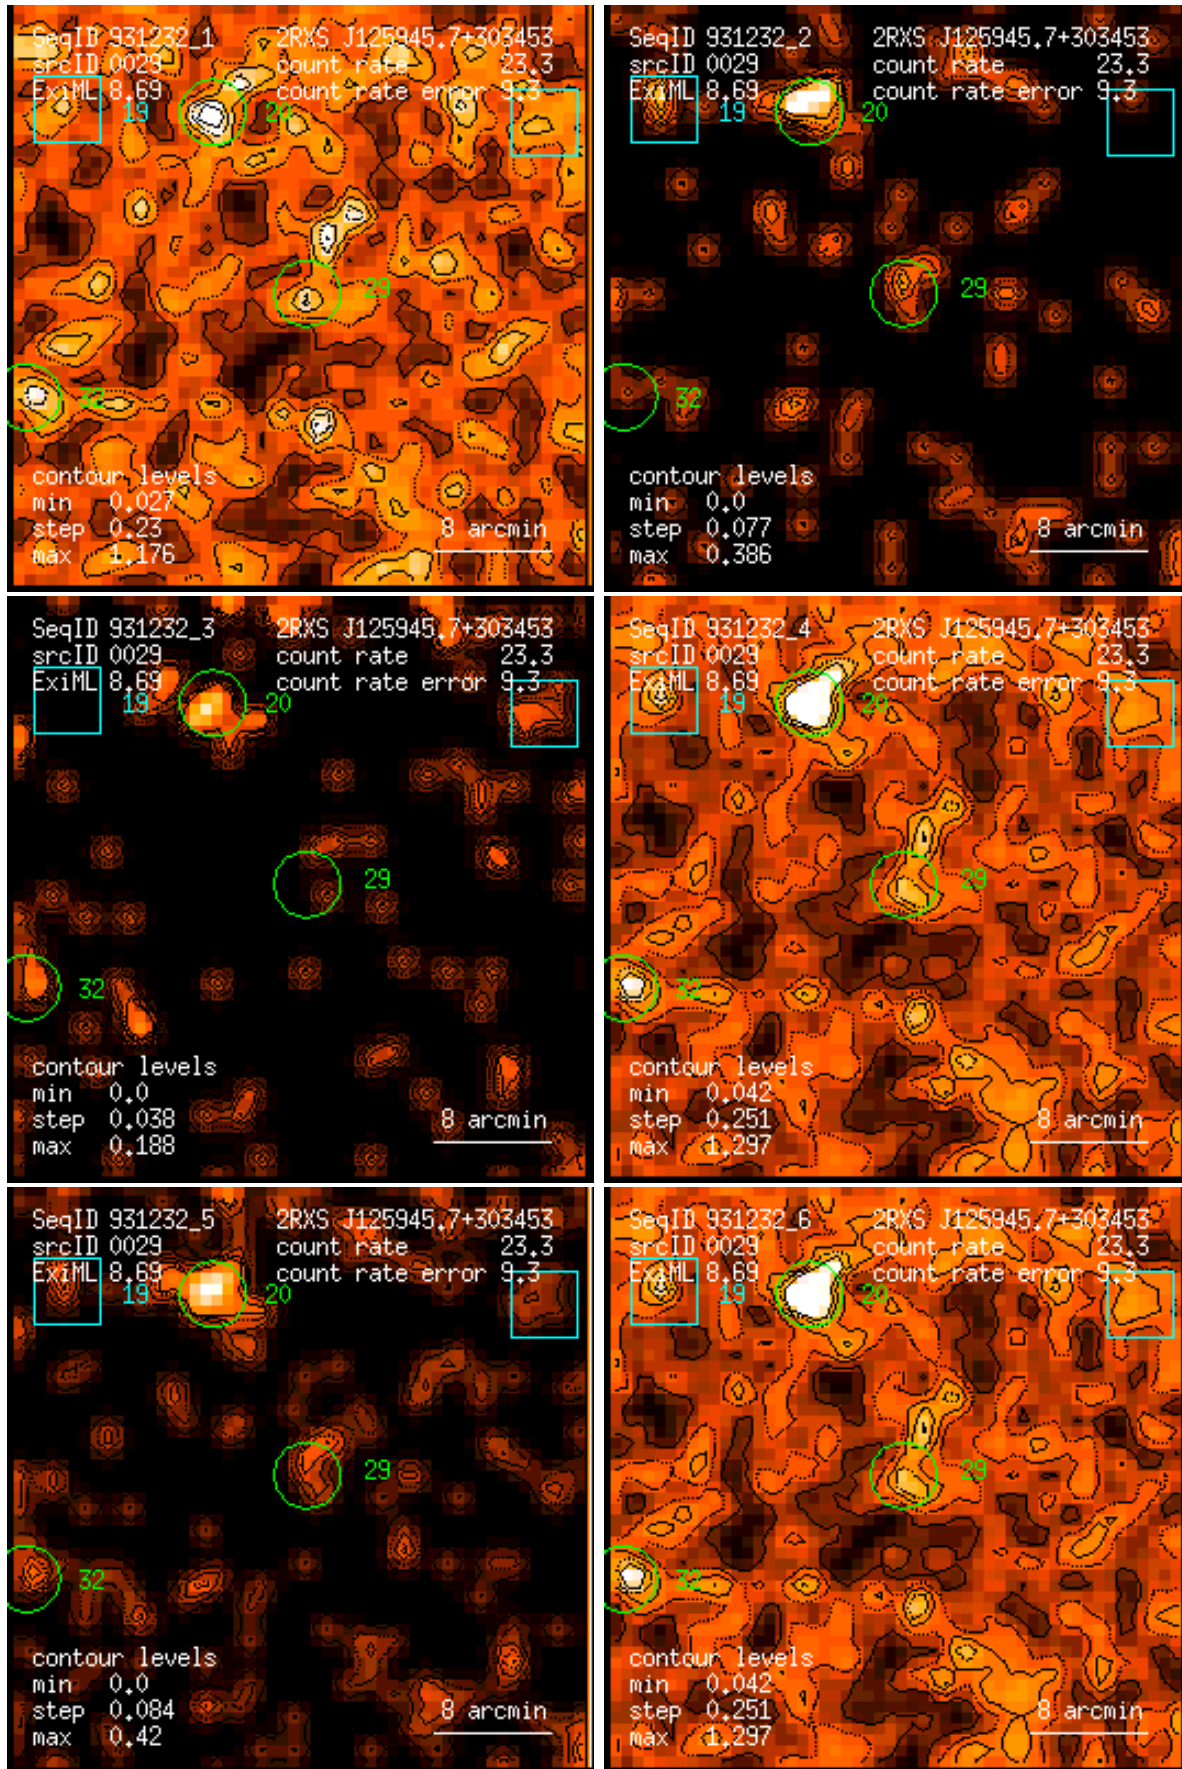 SeqID 931232_1 2RXS J125945.7+303453
srcID 0029 count rate 23.3
ExiML 8.69 count rate error 9.3
19 20
29
32
contour levels
min 0.027
step 0.23 8 arcmin
max 1.176
SeqID 931232_2 2RXS J125945.7+303453
srcID 0029 count rate 23.3
ExiML 8.69 count rate error 9.3
19 20
29
32
contour levels
min 0.0
step 0.077 8 arcmin
max 0.386
SeqID 931232_3 2RXS J125945.7+303453
srcID 0029 count rate 23.3
ExiML 8.69 count rate error 9.3
19 20
29
32
contour levels
min 0.0
step 0.038 8 arcmin
max 0.188
SeqID 931232_4 2RXS J125945.7+303453
srcID 0029 count rate 23.3
ExiML 8.69 count rate error 9.3
19 20
29
32
contour levels
min 0.042
step 0.251 8 arcmin
max 1.297
SeqID 931232_5 2RXS J125945.7+303453
srcID 0029 count rate 23.3
ExiML 8.69 count rate error 9.3
19 20
29
32
contour levels
min 0.0
step 0.084 8 arcmin
max 0.42
SeqID 931232_6 2RXS J125945.7+303453
srcID 0029 count rate 23.3
ExiML 8.69 count rate error 9.3
19 20
29
32
contour levels
min 0.042
step 0.251 8 arcmin
max 1.297